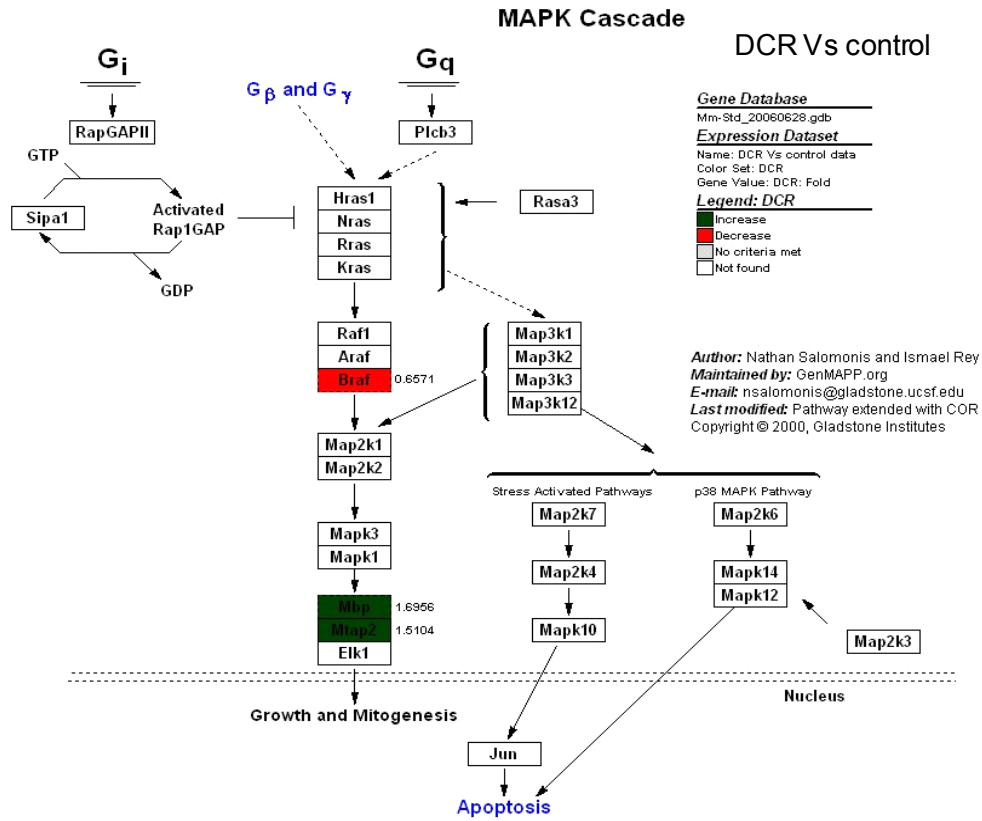 MAPK Cascade
DCR Vs control
Gi
Gq
Gβ and Gγ
RapGAPII
Plcb3
GTP
Sipa1
Activated
Rap1GAP
GDP
Hras1
Nras
Rras
Kras
Rasa3
Gene Database
Mm-Std_20060628.gdb
Expression Dataset
Name: DCR Vs control data
Color Set: DCR
Gene Value: DCR: Fold
Legend: DCR
Increase
Decrease
No criteria met
Not found
Raf1
Araf
Braf 0.6571
Map3k1
Map3k2
Map3k3
Map3k12
Author: Nathan Salomonis and Ismael Rey
Maintained by: GenMAPP.org
E-mail: nsalomonis@gladstone.ucsf.edu
Last modified: Pathway extended with COR
Copyright © 2000, Gladstone Institutes
Map2k1
Map2k2
Stress Activated Pathways
p38 MAPK Pathway
Map2k7
Map2k6
Mapk3
Mapk1
Map2k4
Mapk14
Mapk12
Mbp 1.6956
Mtap2 1.5104
Elk1
Mapk10
Map2k3
Nucleus
Growth and Mitogenesis
Jun
Apoptosis